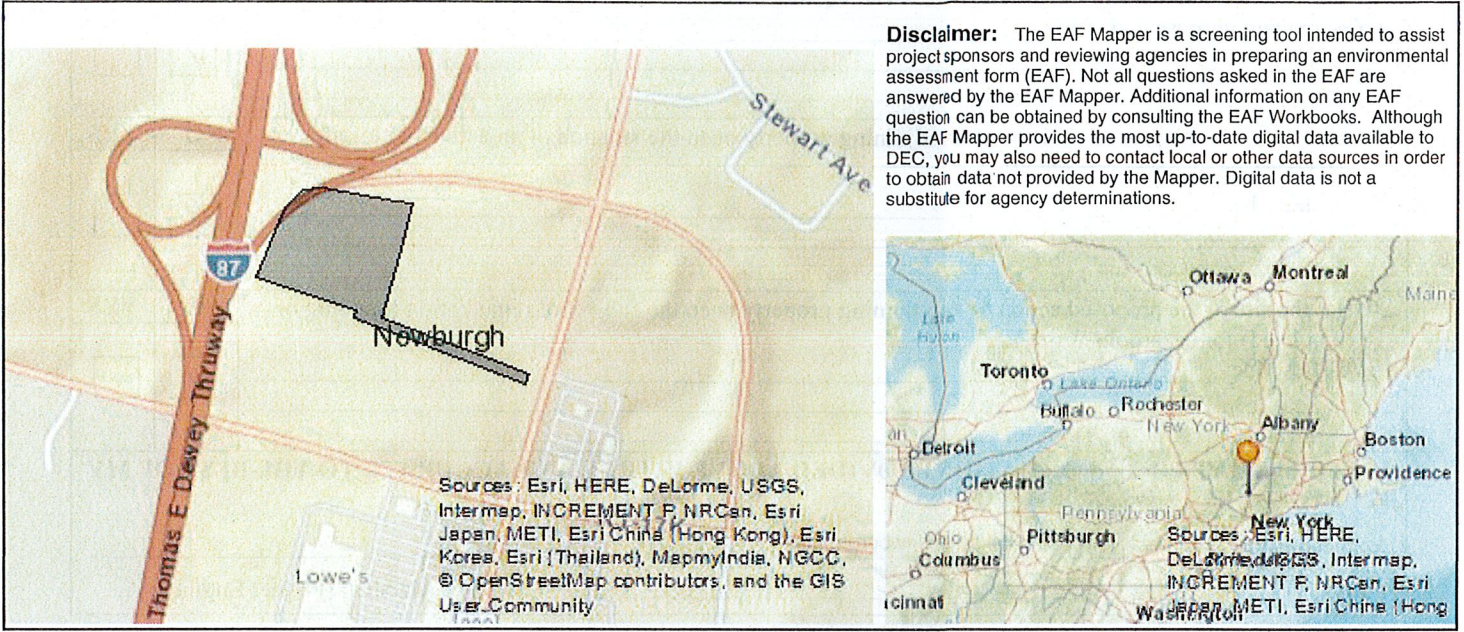 Disclaimer: The EAF Mapper is a screening tool intended to assist
project sponsors and reviewing agencies in preparing an environmental
assessment form (EAF). Not all questions asked in the EAF are
answered by the EAF Mapper. Additional information on any EAF
question can be obtained by consulting the EAF Workbooks. Although
the EAF Mapper provides the most up-to-date digital data available to
DEC, you may also need to contact local or other data sources in order
to obtain data not provided by the Mapper. Digital data is not a
substitute for agency determinations.
Stewart Ave
87
Newburgh
Thomas E Dewey Thruway
Lowe's
Sources: Esri, HERE, DeLorme, USGS,
Intermap, INCREMENT P, NRCan, Esri
Japan, METI, Esri China (Hong Kong), Esri
Korea, Esri (Thailand), MapmyIndia, NGCC,
© OpenStreetMap contributors, and the GIS
User Community
Ottawa
Montreal
Maine
Lake
Huron
Toronto
Lake Ontario
Buffalo
Rochester
New York
Albany
Detroit
Boston
Providence
Cleveland
Pennsylvania
New York
Ohio
Pittsburgh
Columbus
cinnati
Washington
Sources: Esri, HERE,
DeLorme, USGS, Intermap,
INCREMENT P, NRCan, Esri
Japan, METI, Esri China (Hong